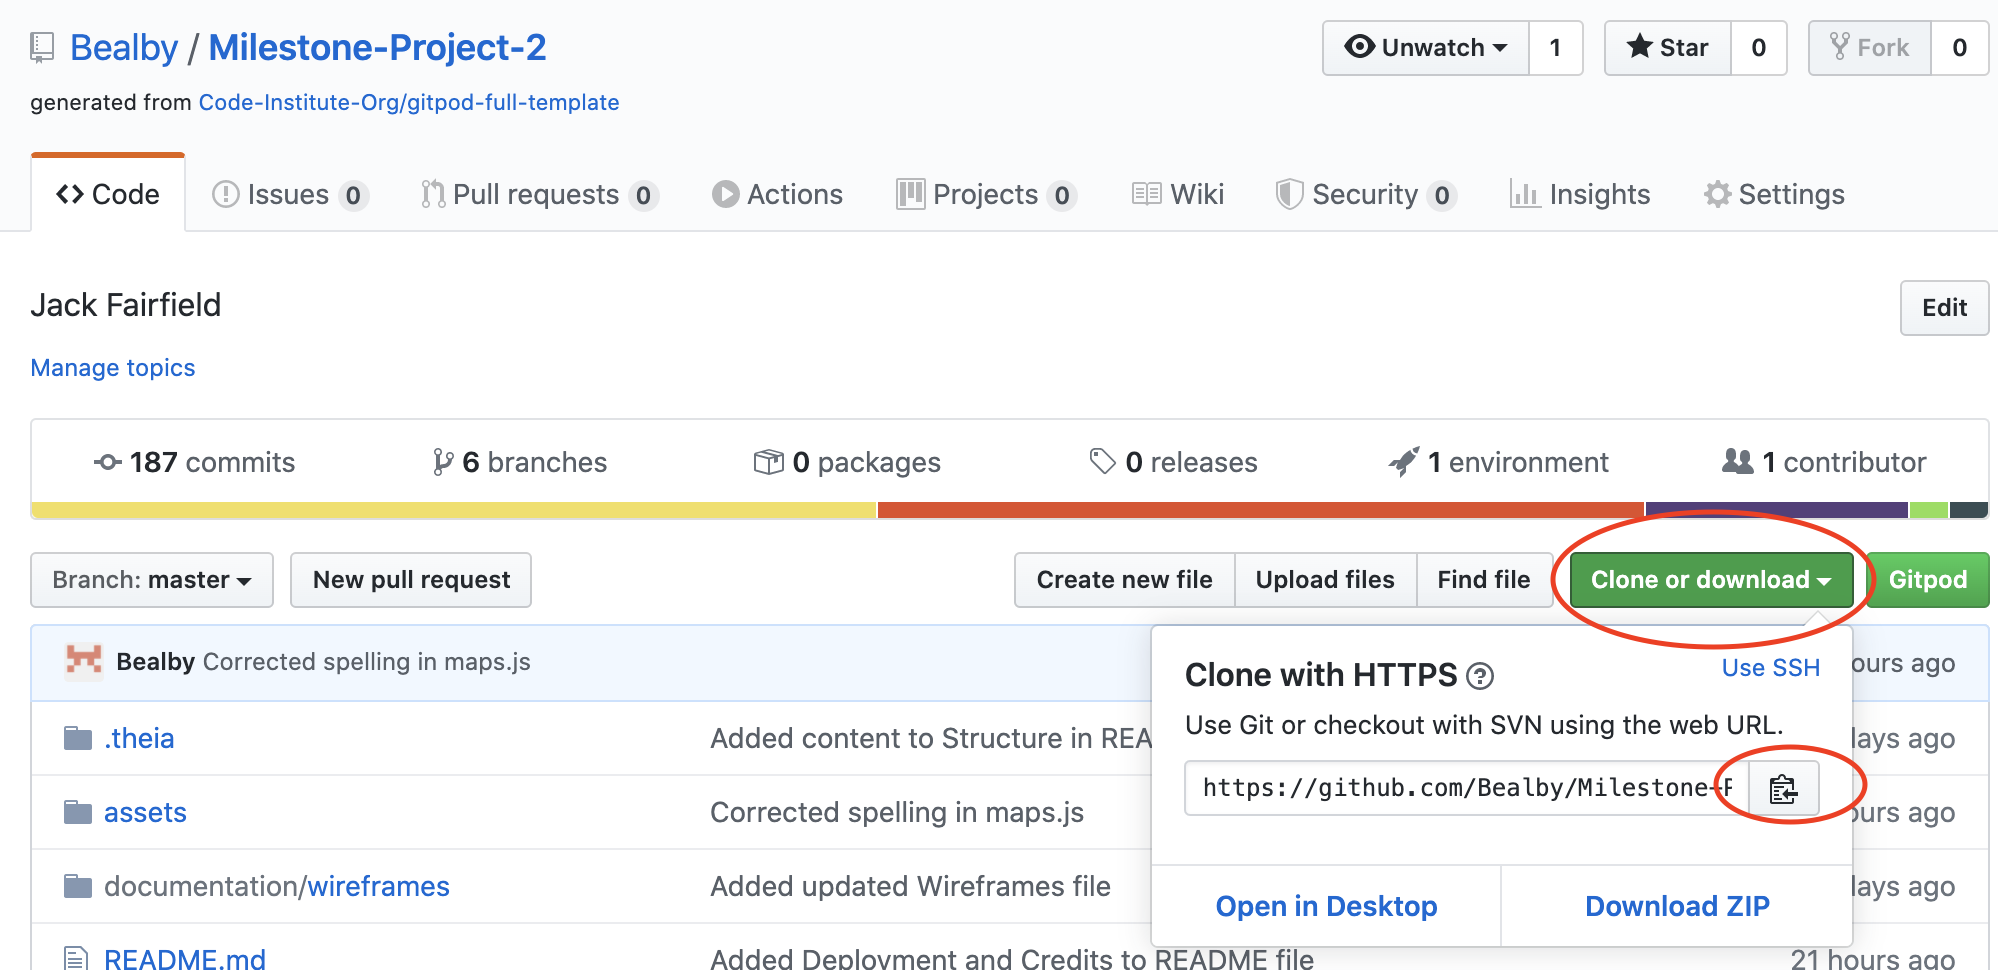 Bealby / Milestone-Project-2
Unwatch 1 Star 0 Fork 0
generated from Code-Institute-Org/gitpod-full-template
Code Issues 0 Pull requests 0 Actions Projects 0 Wiki Security 0 Insights Settings
Jack Fairfield
Edit
Manage topics
187 commits 6 branches 0 packages 0 releases 1 environment 1 contributor
Branch: master New pull request Create new file Upload files Find file Clone or download Gitpod
Bealby Corrected spelling in maps.js ours ago
Clone with HTTPS ? Use SSH
Use Git or checkout with SVN using the web URL.
.theia Added content to Structure in REA ays ago
https://github.com/Bealby/Milestone-P
assets Corrected spelling in maps.js ours ago
documentation/wireframes Added updated Wireframes file days ago
Open in Desktop Download ZIP
README.md Added Deployment and Credits to README file 21 hours ago